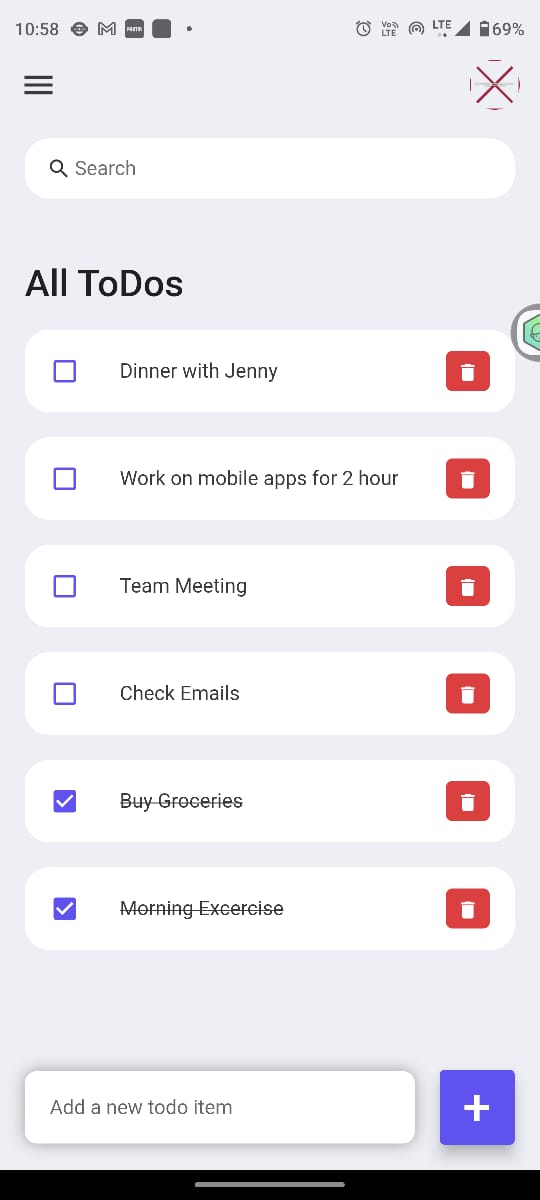 10:58
Vo))
LTE
LTE
69%
Search
All ToDos
Dinner with Jenny
Work on mobile apps for 2 hour
Team Meeting
Check Emails
Buy Groceries
Morning Excercise
Add a new todo item